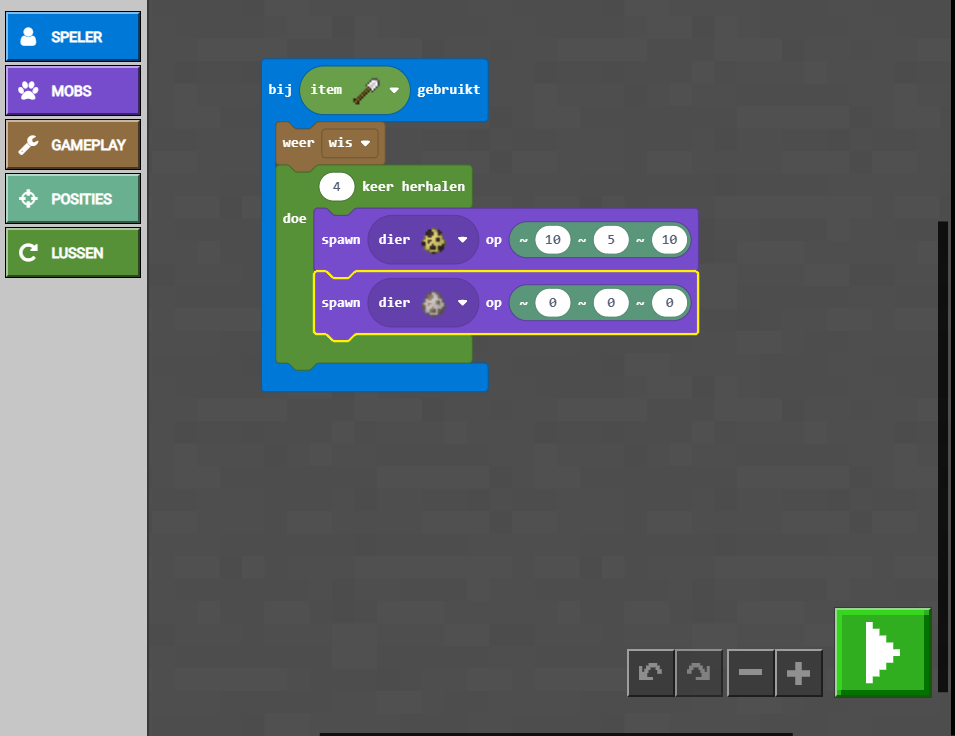 SPELER
MOBS
GAMEPLAY
POSITIES
LUSSEN
bij item gebruikt
weer wis
4 keer herhalen
doe
spawn dier op ~ 10 ~ 5 ~ 10
spawn dier op ~ 0 ~ 0 ~ 0